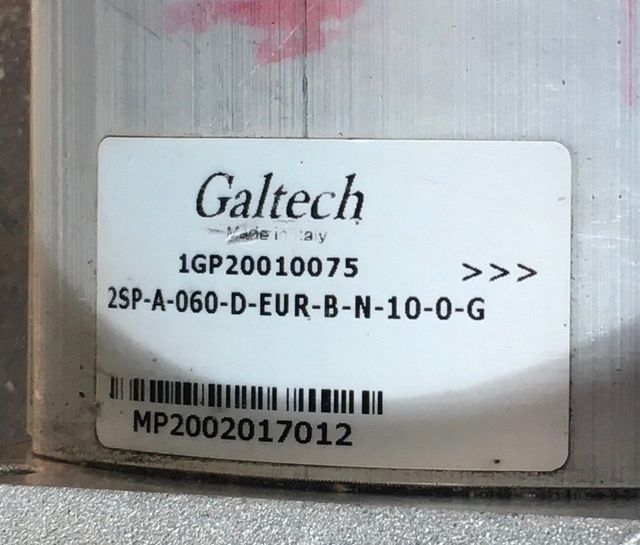 Galtech
Made in Italy
1GP20010075 >>>
2SP-A-060-D-EUR-B-N-10-0-G
MP2002017012